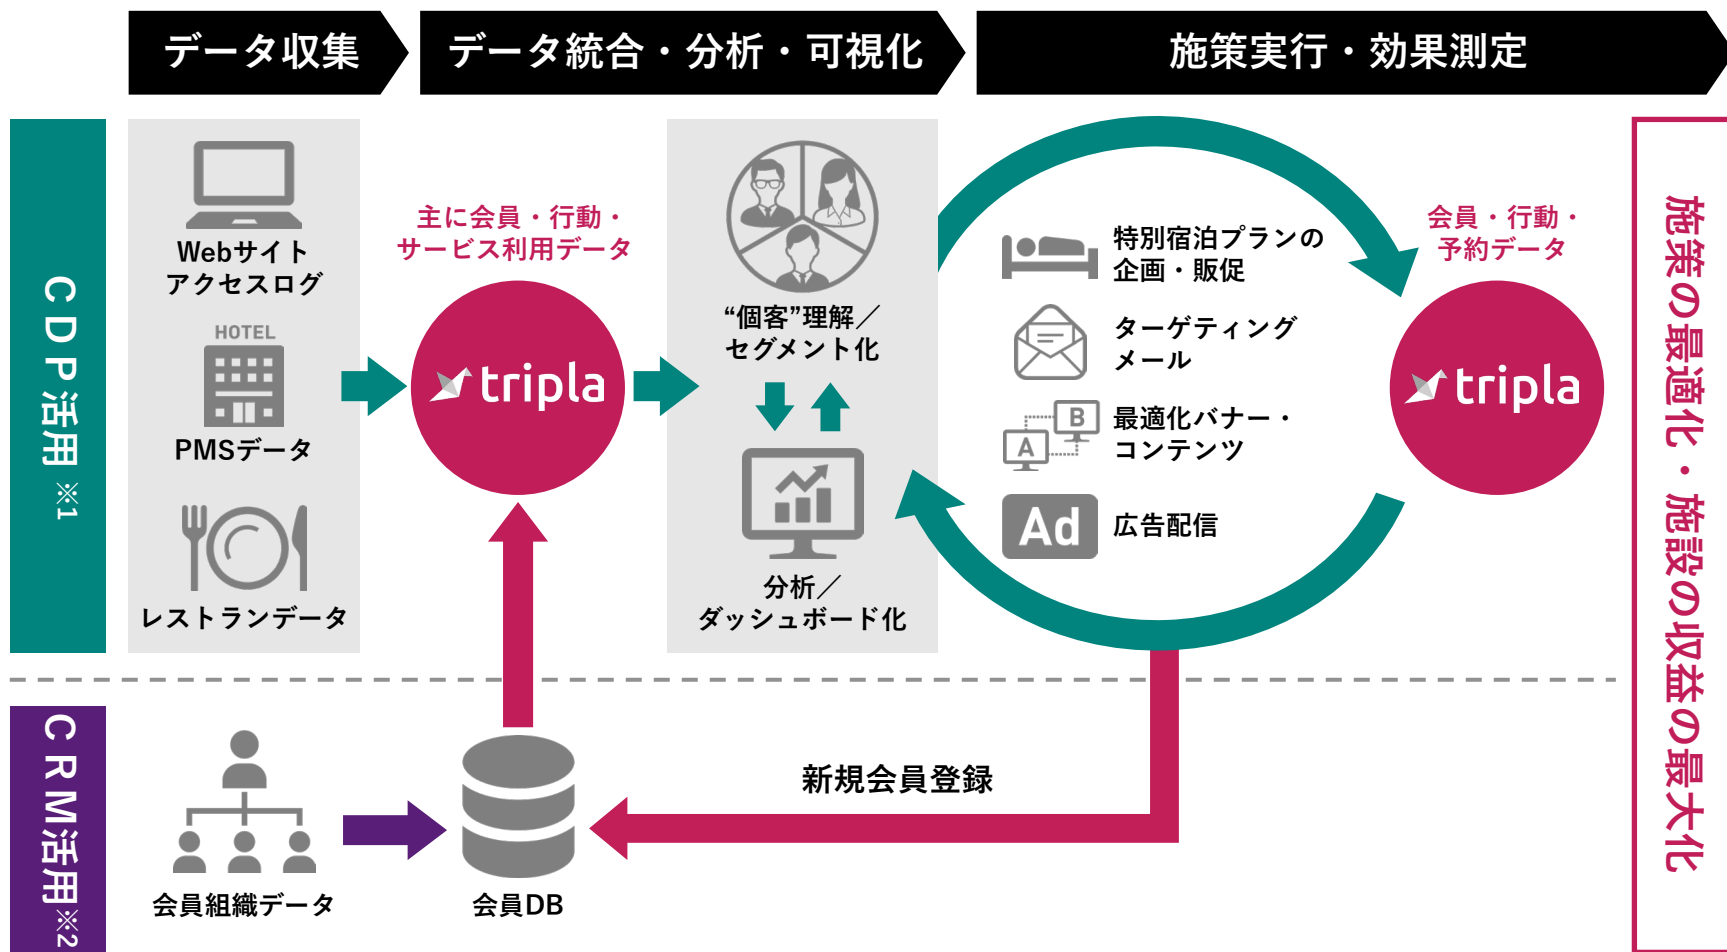 データ収集
データ統合・分析・可視化
施策実行・効果測定
CDP活用 ※1
Webサイト
アクセスログ
HOTEL
PMSデータ
レストランデータ
主に会員・行動・
サービス利用データ
tripla
“個客”理解／
セグメント化
分析／
ダッシュボード化
特別宿泊プランの
企画・販促
ターゲティング
メール
A
B
最適化バナー・
コンテンツ
Ad
広告配信
会員・行動・
予約データ
tripla
施策の最適化・施設の収益の最大化
CRM活用※2
会員組織データ
会員DB
新規会員登録